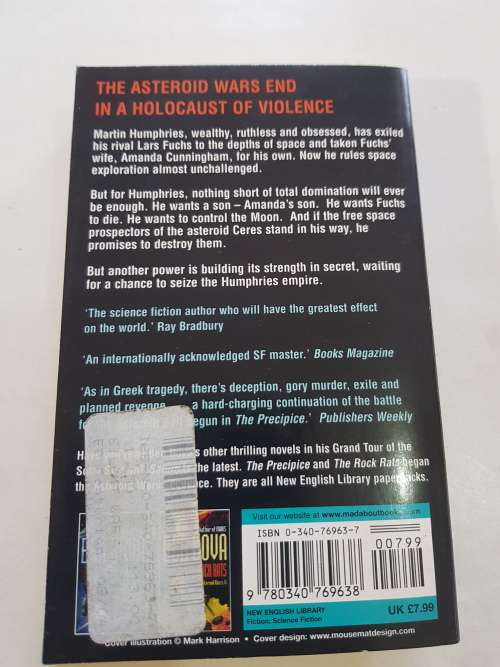 THE ASTEROID WARS END
IN A HOLOCAUST OF VIOLENCE
Martin Humphries, wealthy, ruthless and obsessed, has exiled
his rival Lars Fuchs to the depths of space and taken Fuchs'
wife, Amanda Cunningham, for his own. Now he rules space
exploration almost unchallenged.
But for Humphries, nothing short of total domination will ever
be enough. He wants a son – Amanda's son. He wants Fuchs
to die. He wants to control the Moon. And if the free space
prospectors of the asteroid Ceres stand in his way, he
promises to destroy them.
But another power is building its strength in secret, waiting
for a chance to seize the Humphries empire.
'The science fiction author who will have the greatest effect
on the world.' Ray Bradbury
'An internationally acknowledged SF master.' Books Magazine
'As in Greek tragedy, there's deception, gory murder, exile and
planned revenge a hard-charging continuation of the battle
begun in The Precipice.' Publishers Weekly
other thrilling novels in his Grand Tour of the
the latest. The Precipice and The Rock Rats began
the Asteroid Wars They are all New English Library
Visit our website at
ISBN 0-340-76963-7
00799
9 780340 769638
NEW ENGLISH LIBRARY
Fiction: Science Fiction
UK £7.99
Cover illustration © Mark Harrison • Cover design: www.mousematdesign.com